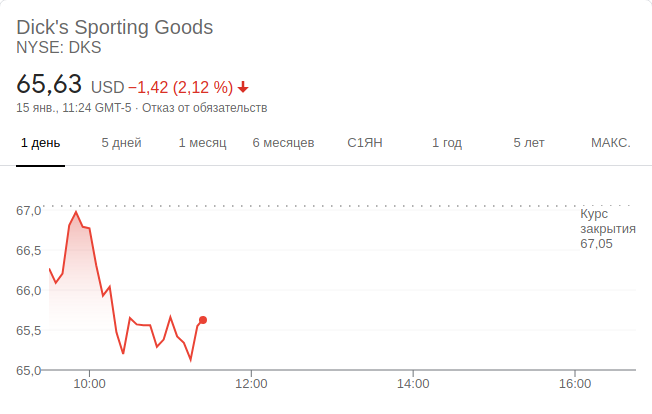 Dick's Sporting Goods
NYSE: DKS
65,63 USD −1,42 (2,12 %)
15 янв., 11:24 GMT-5 · Отказ от обязательств
1 день 5 дней 1 месяц 6 месяцев С1ЯН 1 год 5 лет МАКС.
67,0
Курс
закрытия
67,05
66,5
66,0
65,5
65,0
10:00 12:00 14:00 16:00